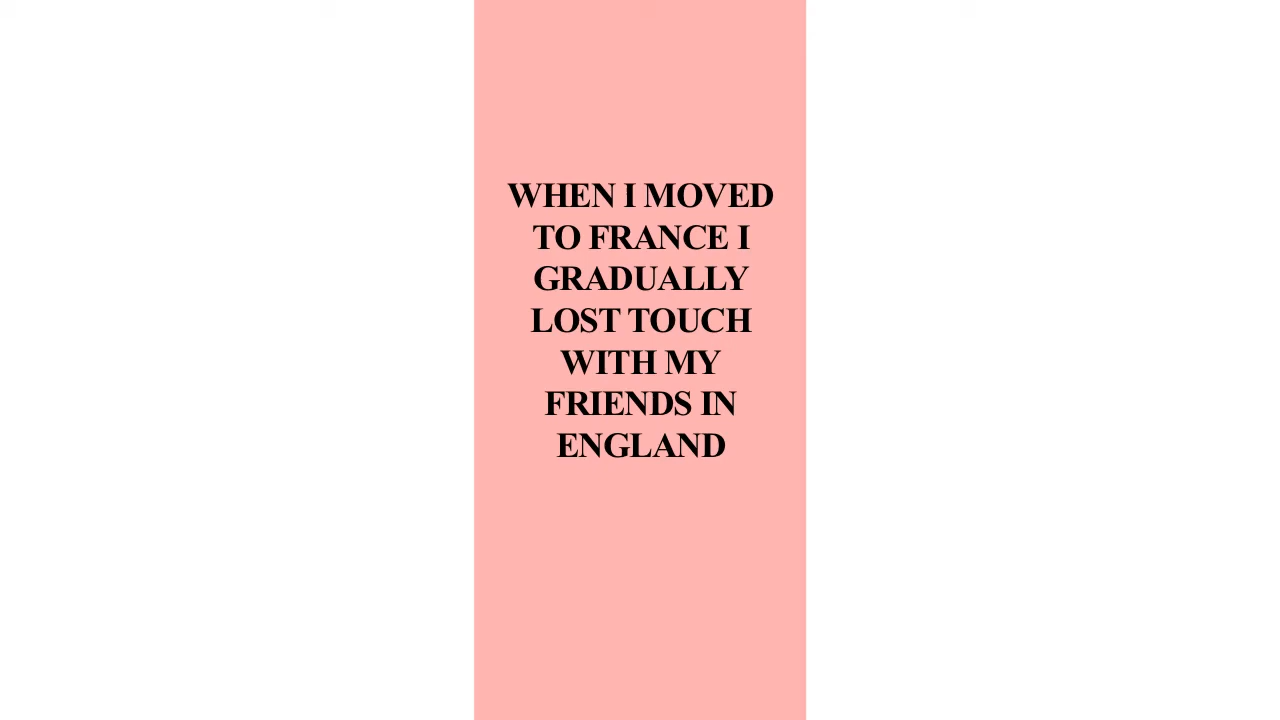 WHEN I MOVED
TO FRANCE I
GRADUALLY
LOST TOUCH
WITH MY
FRIENDS IN
ENGLAND